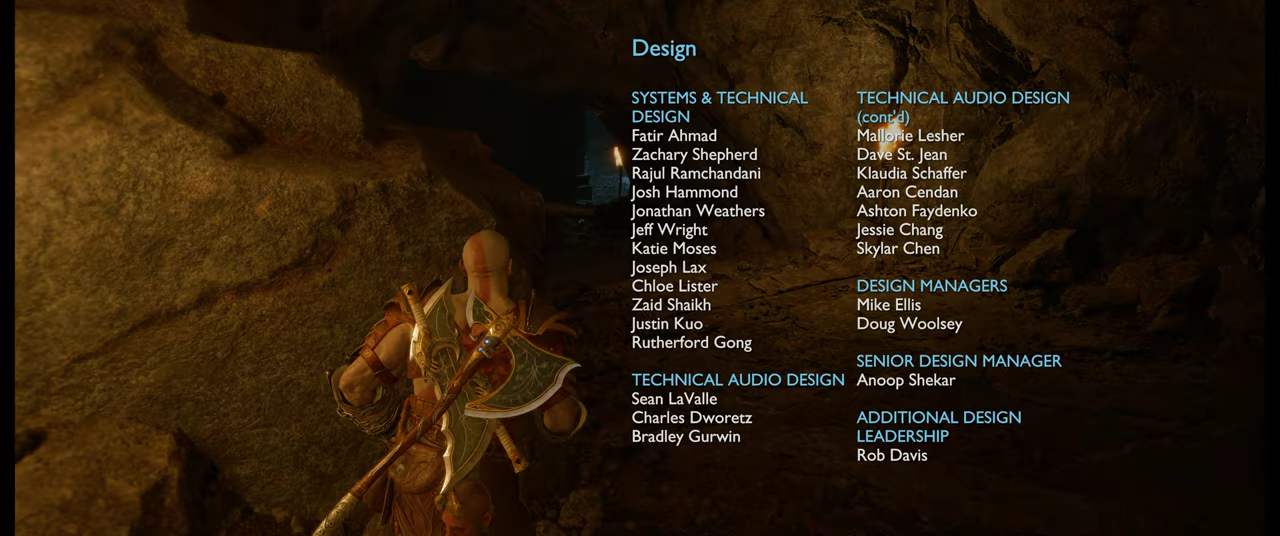 Design
SYSTEMS & TECHNICAL
DESIGN
Fatir Ahmad
Zachary Shepherd
Rajul Ramchandani
Josh Hammond
Jonathan Weathers
Jeff Wright
Katie Moses
Joseph Lax
Chloe Lister
Zaid Shaikh
Justin Kuo
Rutherford Gong
TECHNICAL AUDIO DESIGN
Sean LaValle
Charles Dworetz
Bradley Gurwin
TECHNICAL AUDIO DESIGN
(cont'd)
Mallorie Lesher
Dave St. Jean
Klaudia Schaffer
Aaron Cendan
Ashton Faydenko
Jessie Chang
Skylar Chen
DESIGN MANAGERS
Mike Ellis
Doug Woolsey
SENIOR DESIGN MANAGER
Anoop Shekar
ADDITIONAL DESIGN
LEADERSHIP
Rob Davis